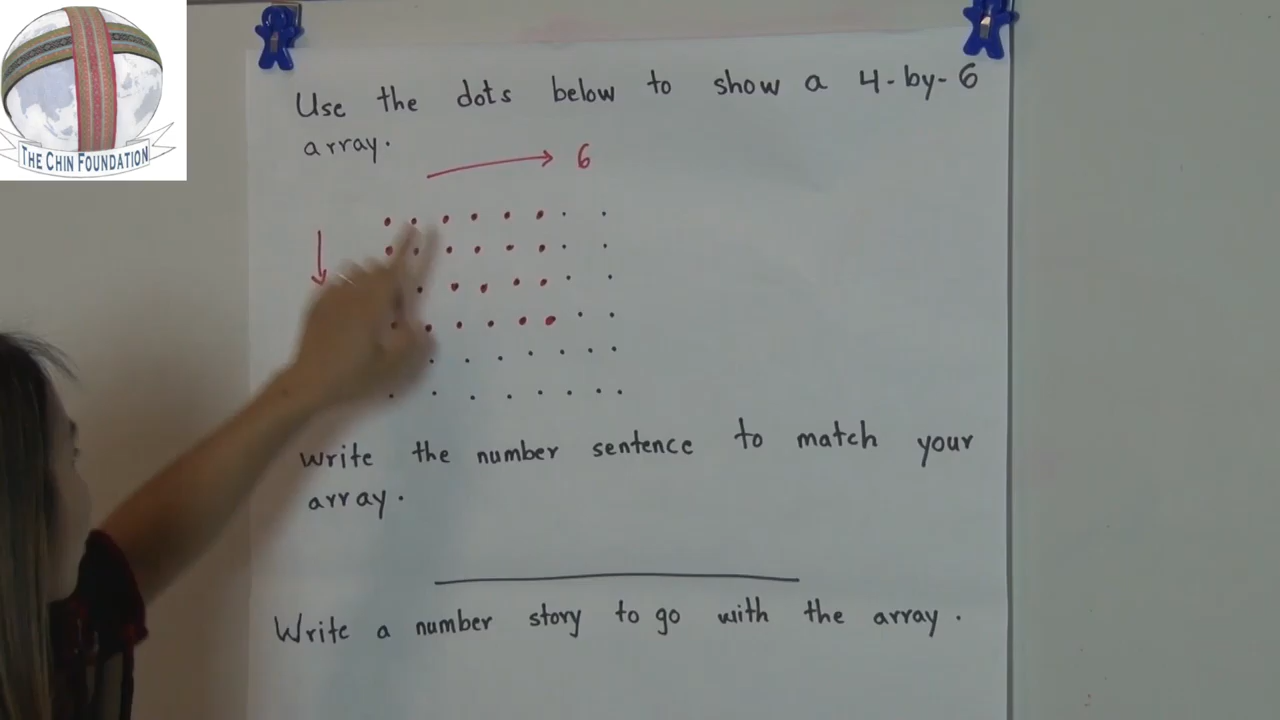 THE CHIN FOUNDATION
Use the dots below to show a 4-by-6
array.
6
write the number sentence to match your
array.
Write a number story to go with the array.